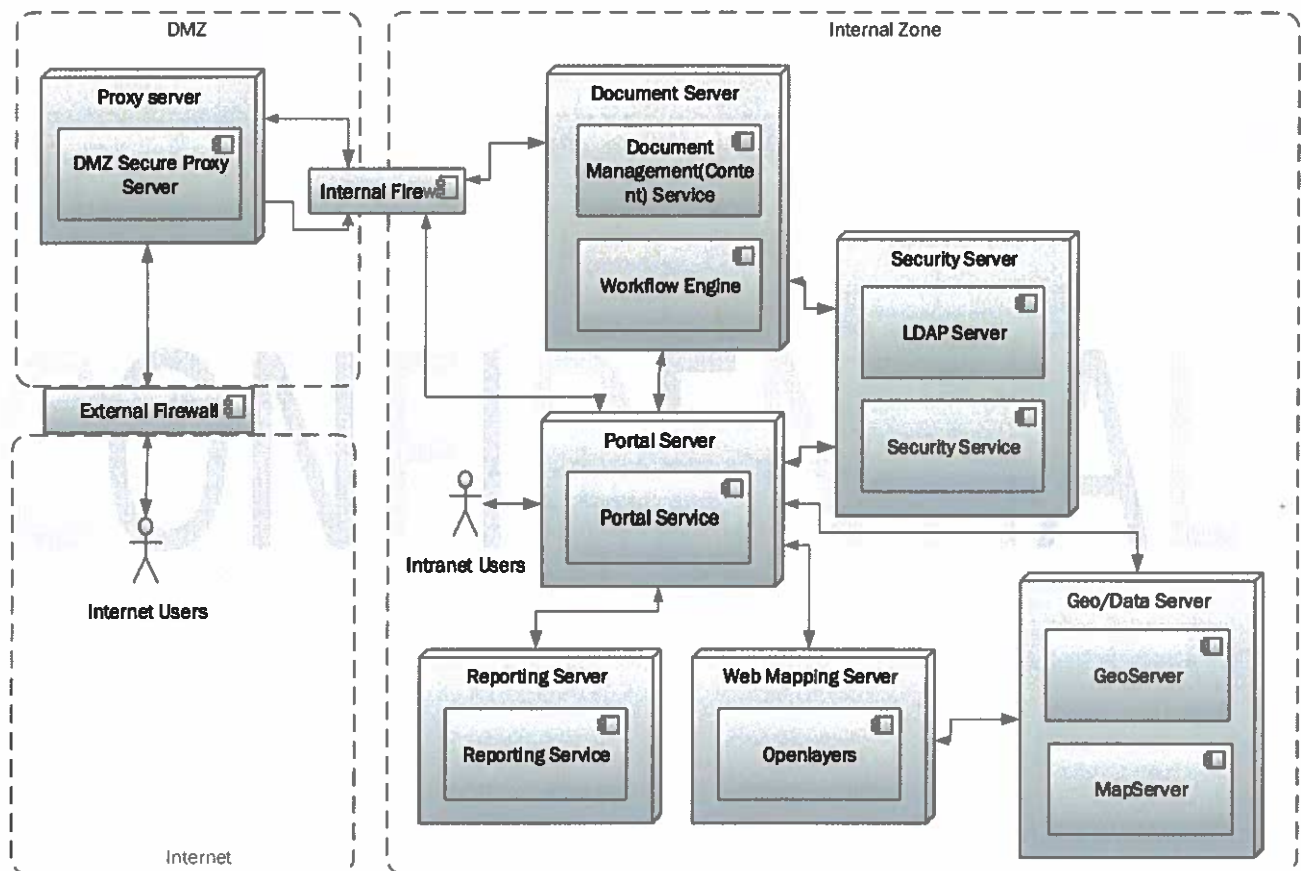 DMZ
Internal Zone
Proxy server
DMZ Secure Proxy
Server
Internal Firew
Document Server
Document
Management(Conte
nt) Service
Workflow Engine
Security Server
LDAP Server
Security Service
External Firewall
Portal Server
Portal Service
Intranet Users
Internet Users
Geo/Data Server
GeoServer
MapServer
Reporting Server
Reporting Service
Web Mapping Server
Openlayers
Internet
CONFIDENTIAL